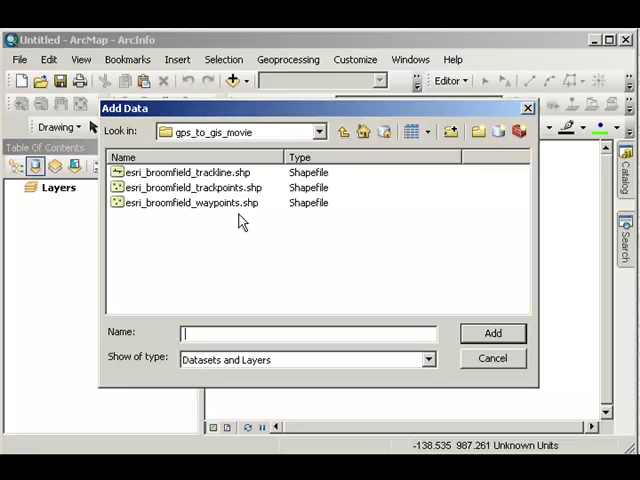 Untitled - ArcMap - ArcInfo
File Edit View Bookmarks Insert Selection Geoprocessing Customize Windows Help
Editor
Drawing
Table Of Contents
Layers
Add Data
Look in: gps_to_gis_movie
Name Type
esri_broomfield_trackline.shp Shapefile
esri_broomfield_trackpoints.shp Shapefile
esri_broomfield_waypoints.shp Shapefile
Name: Add
Show of type: Datasets and Layers Cancel
Catalog
Search
-138.535 987.261 Unknown Units